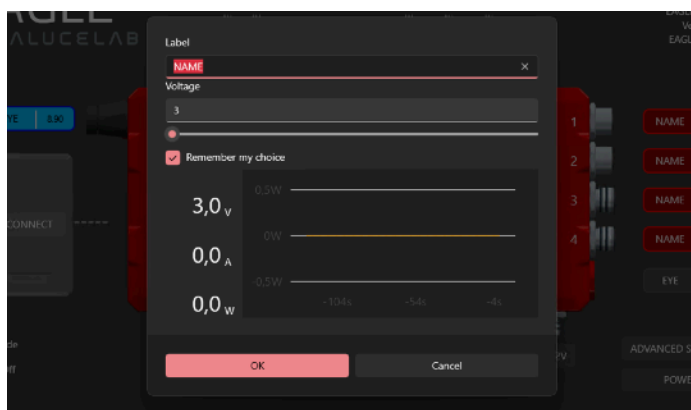 ALUCELAB
EAGL
Label
NAME
Voltage
3
YE 8.90
Remember my choice
1 NAME
2 NAME
3 NAME
4 NAME
CONNECT
3,0 V
0,0 A
0,0 W
0,5W
0W
-0,5W
-104s -54s -4s
EYE
OK
Cancel
ADVANCED S
POWE